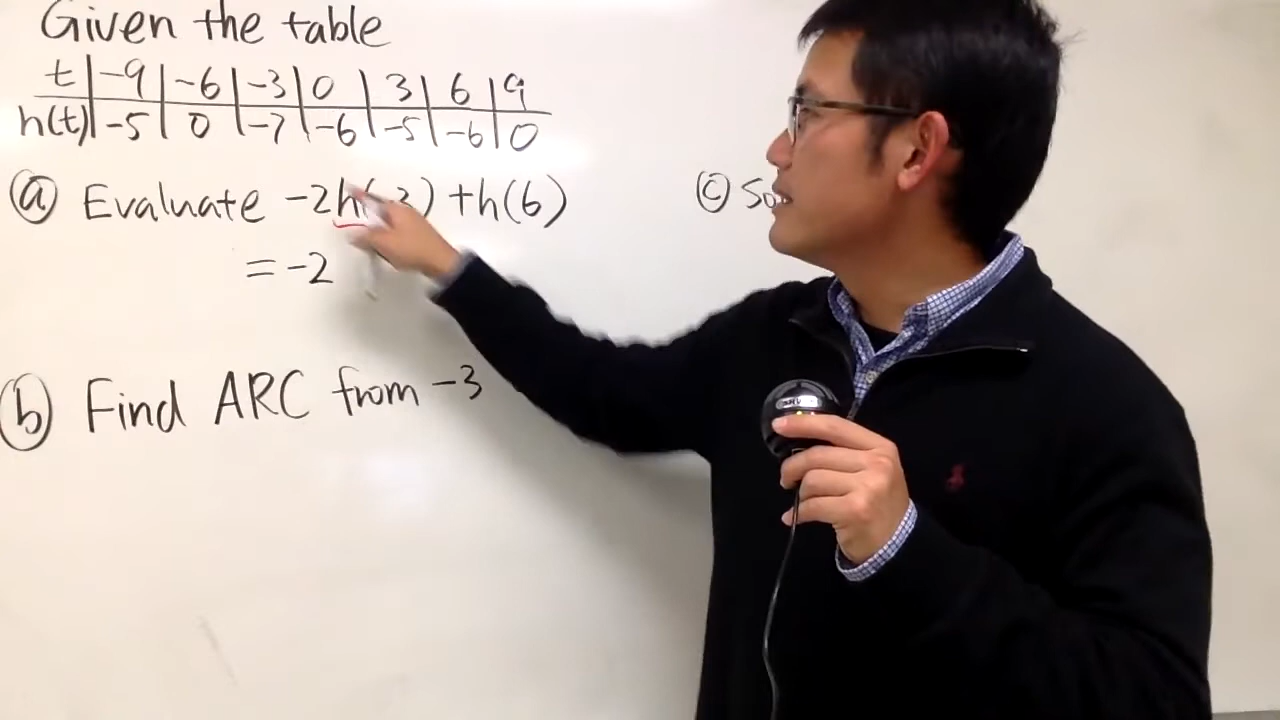 Given the table
t -9 -6 -3 0 3 6 9
h(t) -5 0 -7 -6 -5 -6 0
ⓐ Evaluate -2h( 3) +h(6)
= -2
ⓑ Find ARC from -3
ⓒ